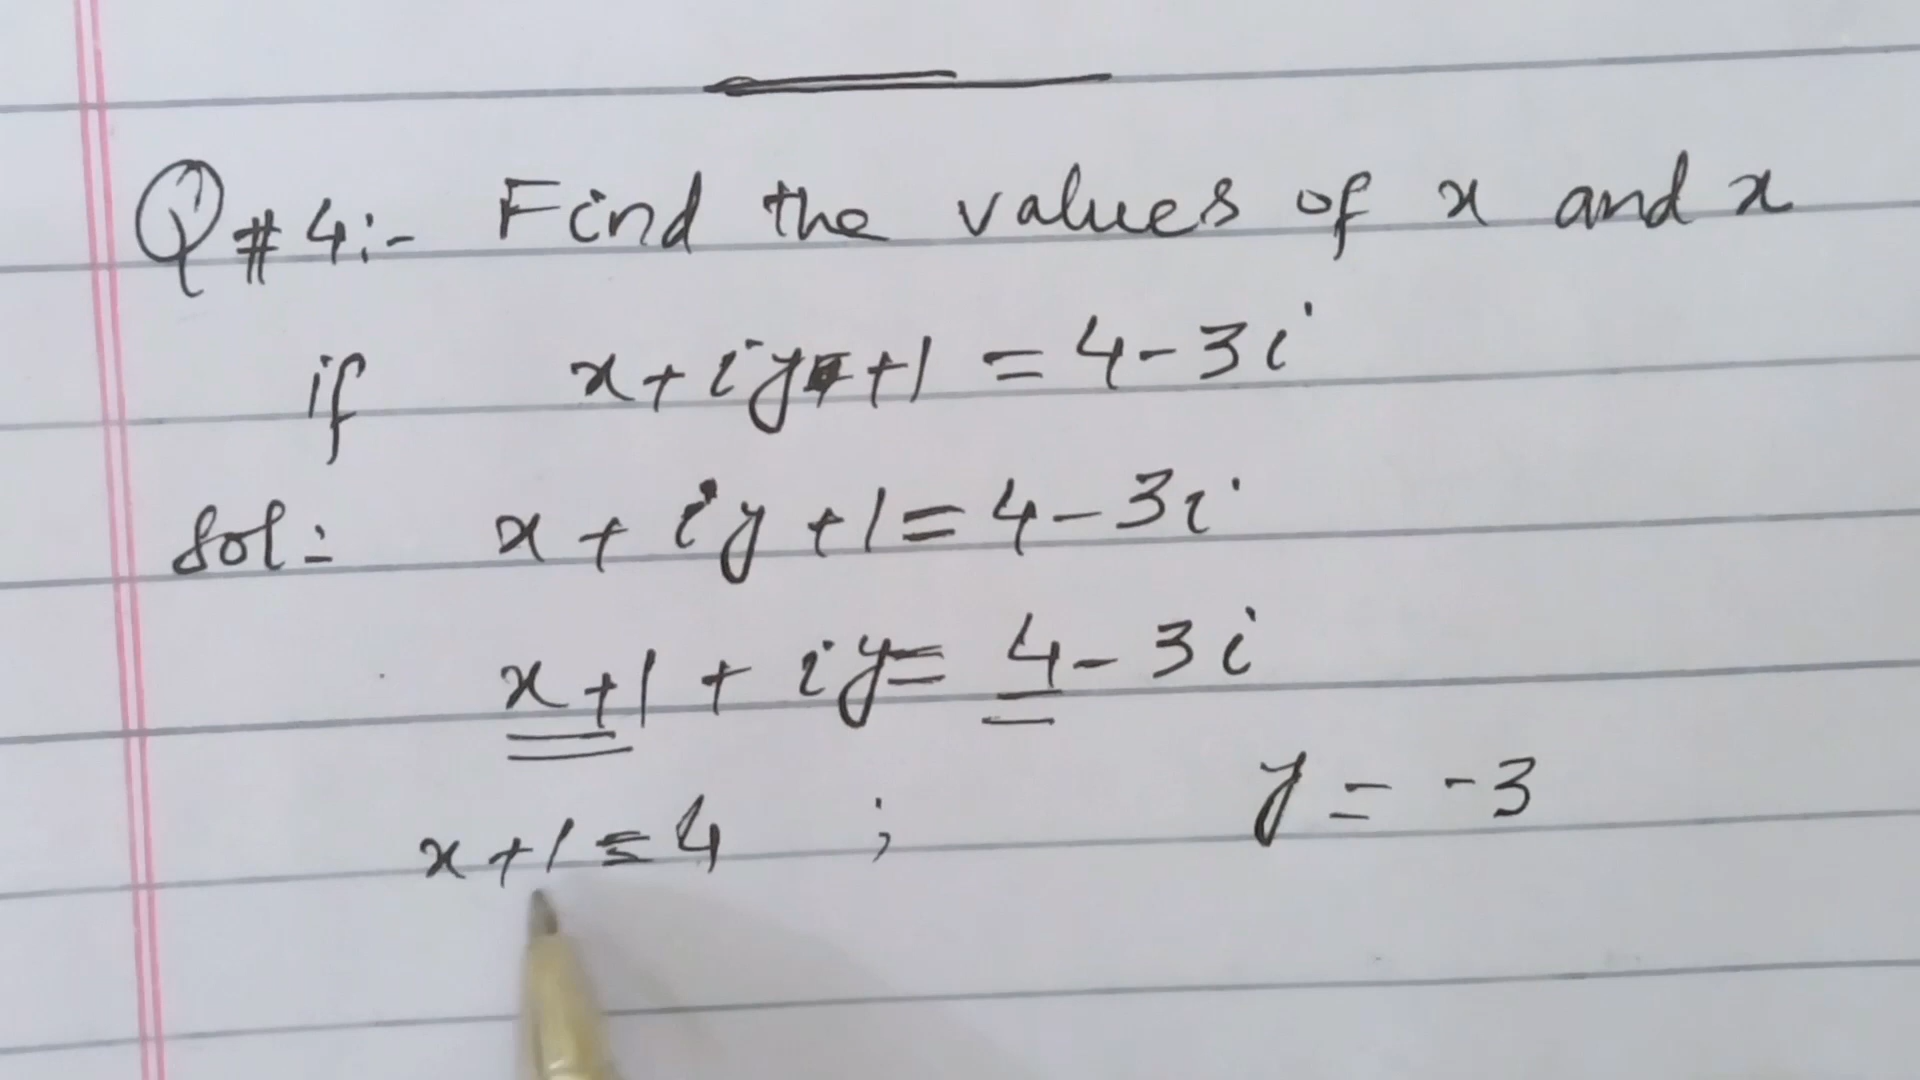 Q#4:- Find the values of x and x
if x+iy+1 = 4-3i
Sol: x + iy +1 = 4-3i
x+1 + iy = 4-3i
x+1 = 4 ; y = -3